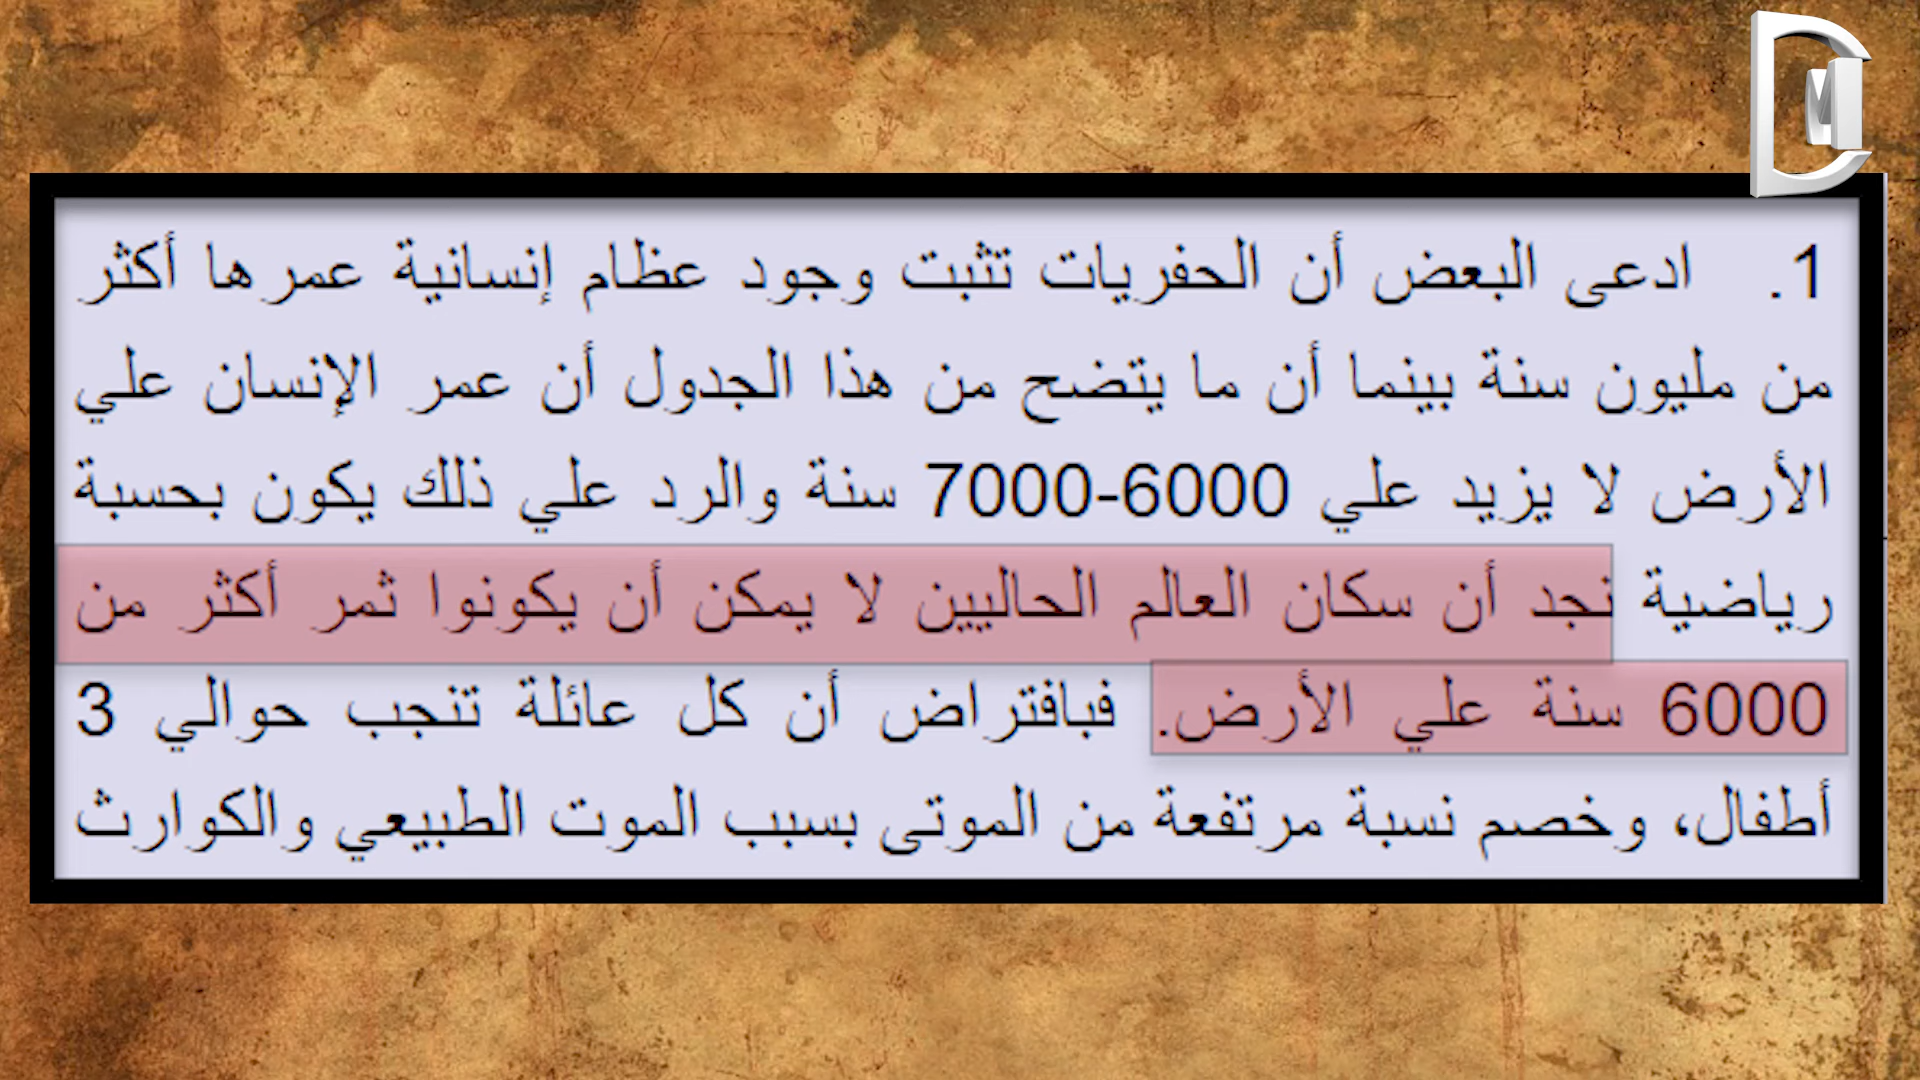 1. ادعى البعض أن الحفريات تثبت وجود عظام إنسانية عمرها أكثر
من مليون سنة بينما أن ما يتضح من هذا الجدول أن عمر الإنسان علي
الأرض لا يزيد علي 6000-7000 سنة والرد علي ذلك يكون بحسبة
رياضية نجد أن سكان العالم الحاليين لا يمكن أن يكونوا ثمر أكثر من
6000 سنة علي الأرض. فبافتراض أن كل عائلة تنجب حوالي 3
أطفال، وخصم نسبة مرتفعة من الموتى بسبب الموت الطبيعي والكوارث